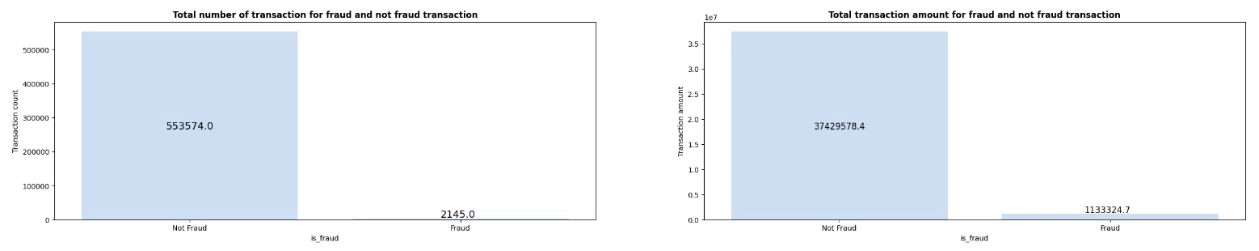 Total number of transaction for fraud and not fraud transaction
Transaction count
500000
400000
300000
200000
100000
0
553574.0
2145.0
Not Fraud
Fraud
is_fraud
Total transaction amount for fraud and not fraud transaction
1e7
Transaction amount
3.5
3.0
2.5
2.0
1.5
1.0
0.5
0.0
37429578.4
1133324.7
Not Fraud
Fraud
is_fraud